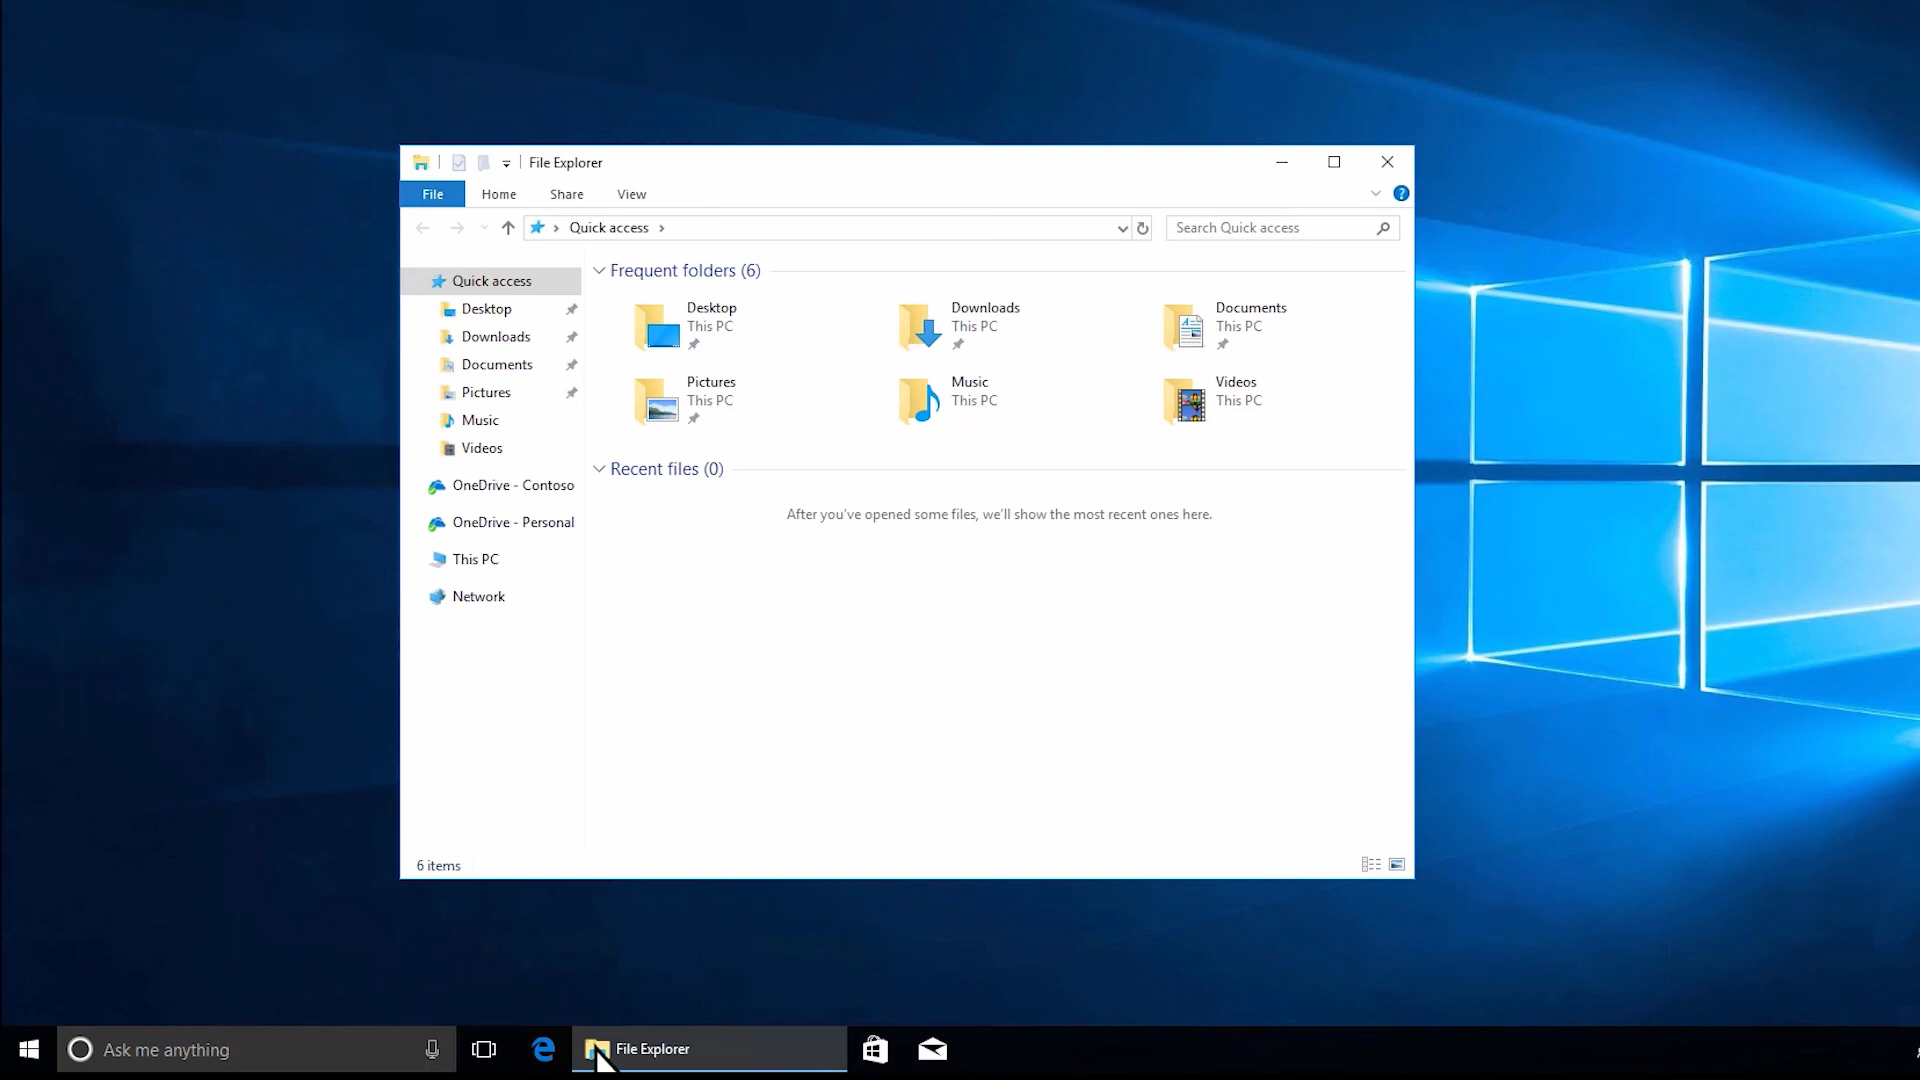 File Explorer
File Home Share View
?
Quick access
Search Quick access
Quick access
Desktop
Downloads
Documents
Pictures
Music
Videos
OneDrive - Contoso
OneDrive - Personal
This PC
Network
Frequent folders (6)
Desktop
This PC
Downloads
This PC
Documents
This PC
Pictures
This PC
Music
This PC
Videos
This PC
Recent files (0)
After you've opened some files, we'll show the most recent ones here.
6 items
Ask me anything
File Explorer